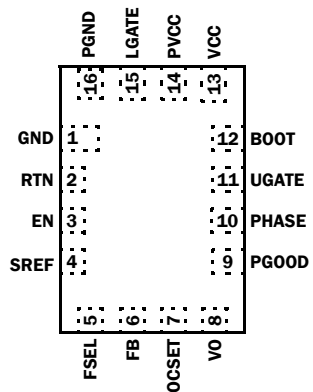 PGND LGATE PVCC VCC
16 15 14 13
GND 1 12 BOOT
RTN 2 11 UGATE
EN 3 10 PHASE
SREF 4 9 PGOOD
5 6 7 8
FSEL FB OCSET VO